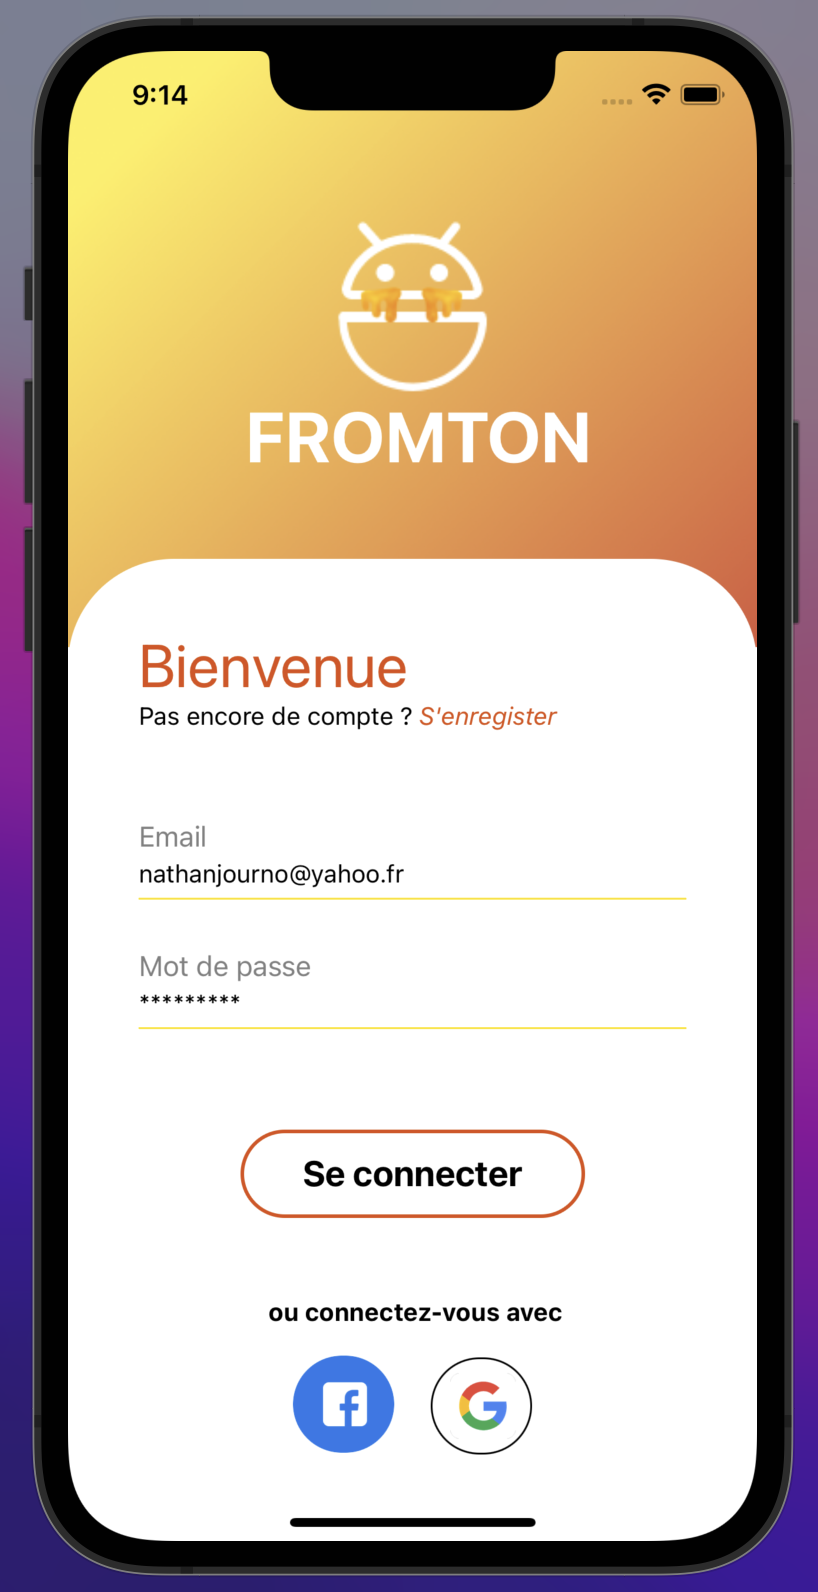 9:14
FROMTON
Bienvenue
Pas encore de compte ? S'enregister
Email
nathanjourno@yahoo.fr
Mot de passe
*********
Se connecter
ou connectez-vous avec